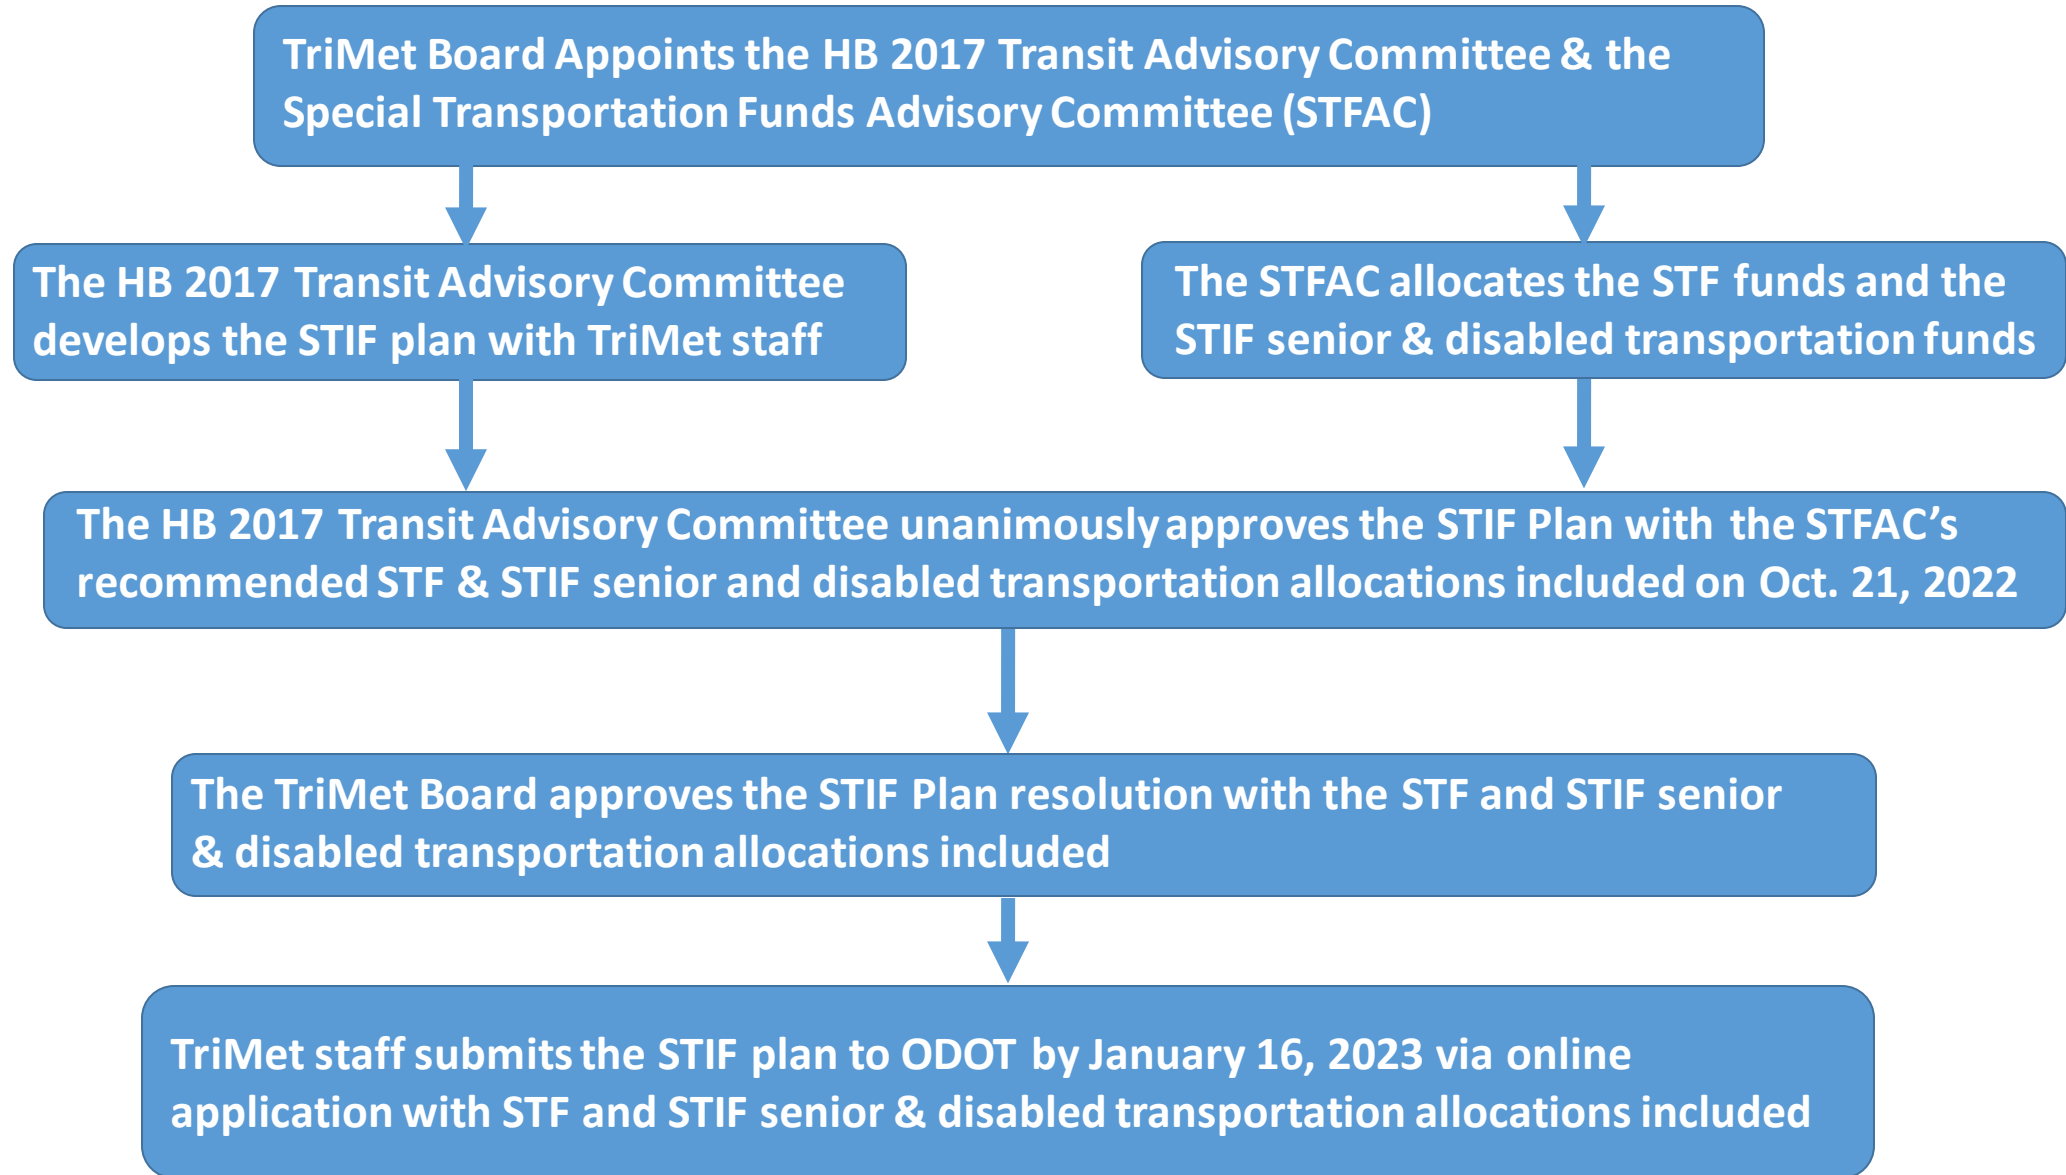 TriMet Board Appoints the HB 2017 Transit Advisory Committee & the
Special Transportation Funds Advisory Committee (STFAC)
The HB 2017 Transit Advisory Committee
develops the STIF plan with TriMet staff
The STFAC allocates the STF funds and the
STIF senior & disabled transportation funds
The HB 2017 Transit Advisory Committee unanimously approves the STIF Plan with the STFAC’s
recommended STF & STIF senior and disabled transportation allocations included on Oct. 21, 2022
The TriMet Board approves the STIF Plan resolution with the STF and STIF senior
& disabled transportation allocations included
TriMet staff submits the STIF plan to ODOT by January 16, 2023 via online
application with STF and STIF senior & disabled transportation allocations included